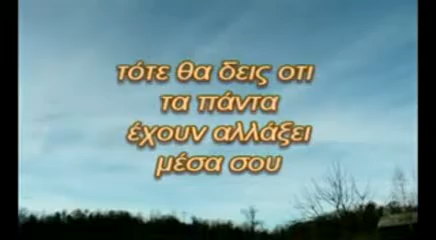 τότε θα δεις οτι
τα πάντα
έχουν αλλάξει
μέσα σου